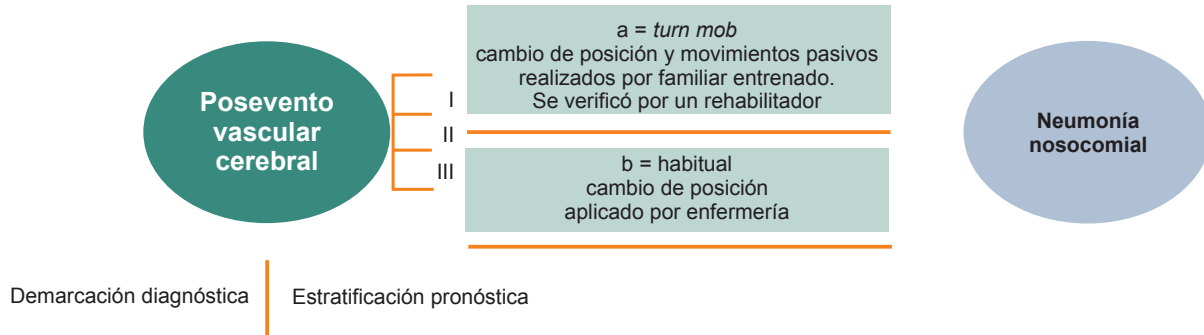 Posevento
vascular
cerebral
I
II
III
a = turn mob
cambio de posición y movimientos pasivos
realizados por familiar entrenado.
Se verificó por un rehabilitador
b = habitual
cambio de posición
aplicado por enfermería
Neumonía
nosocomial
Demarcación diagnóstica
Estratificación pronóstica